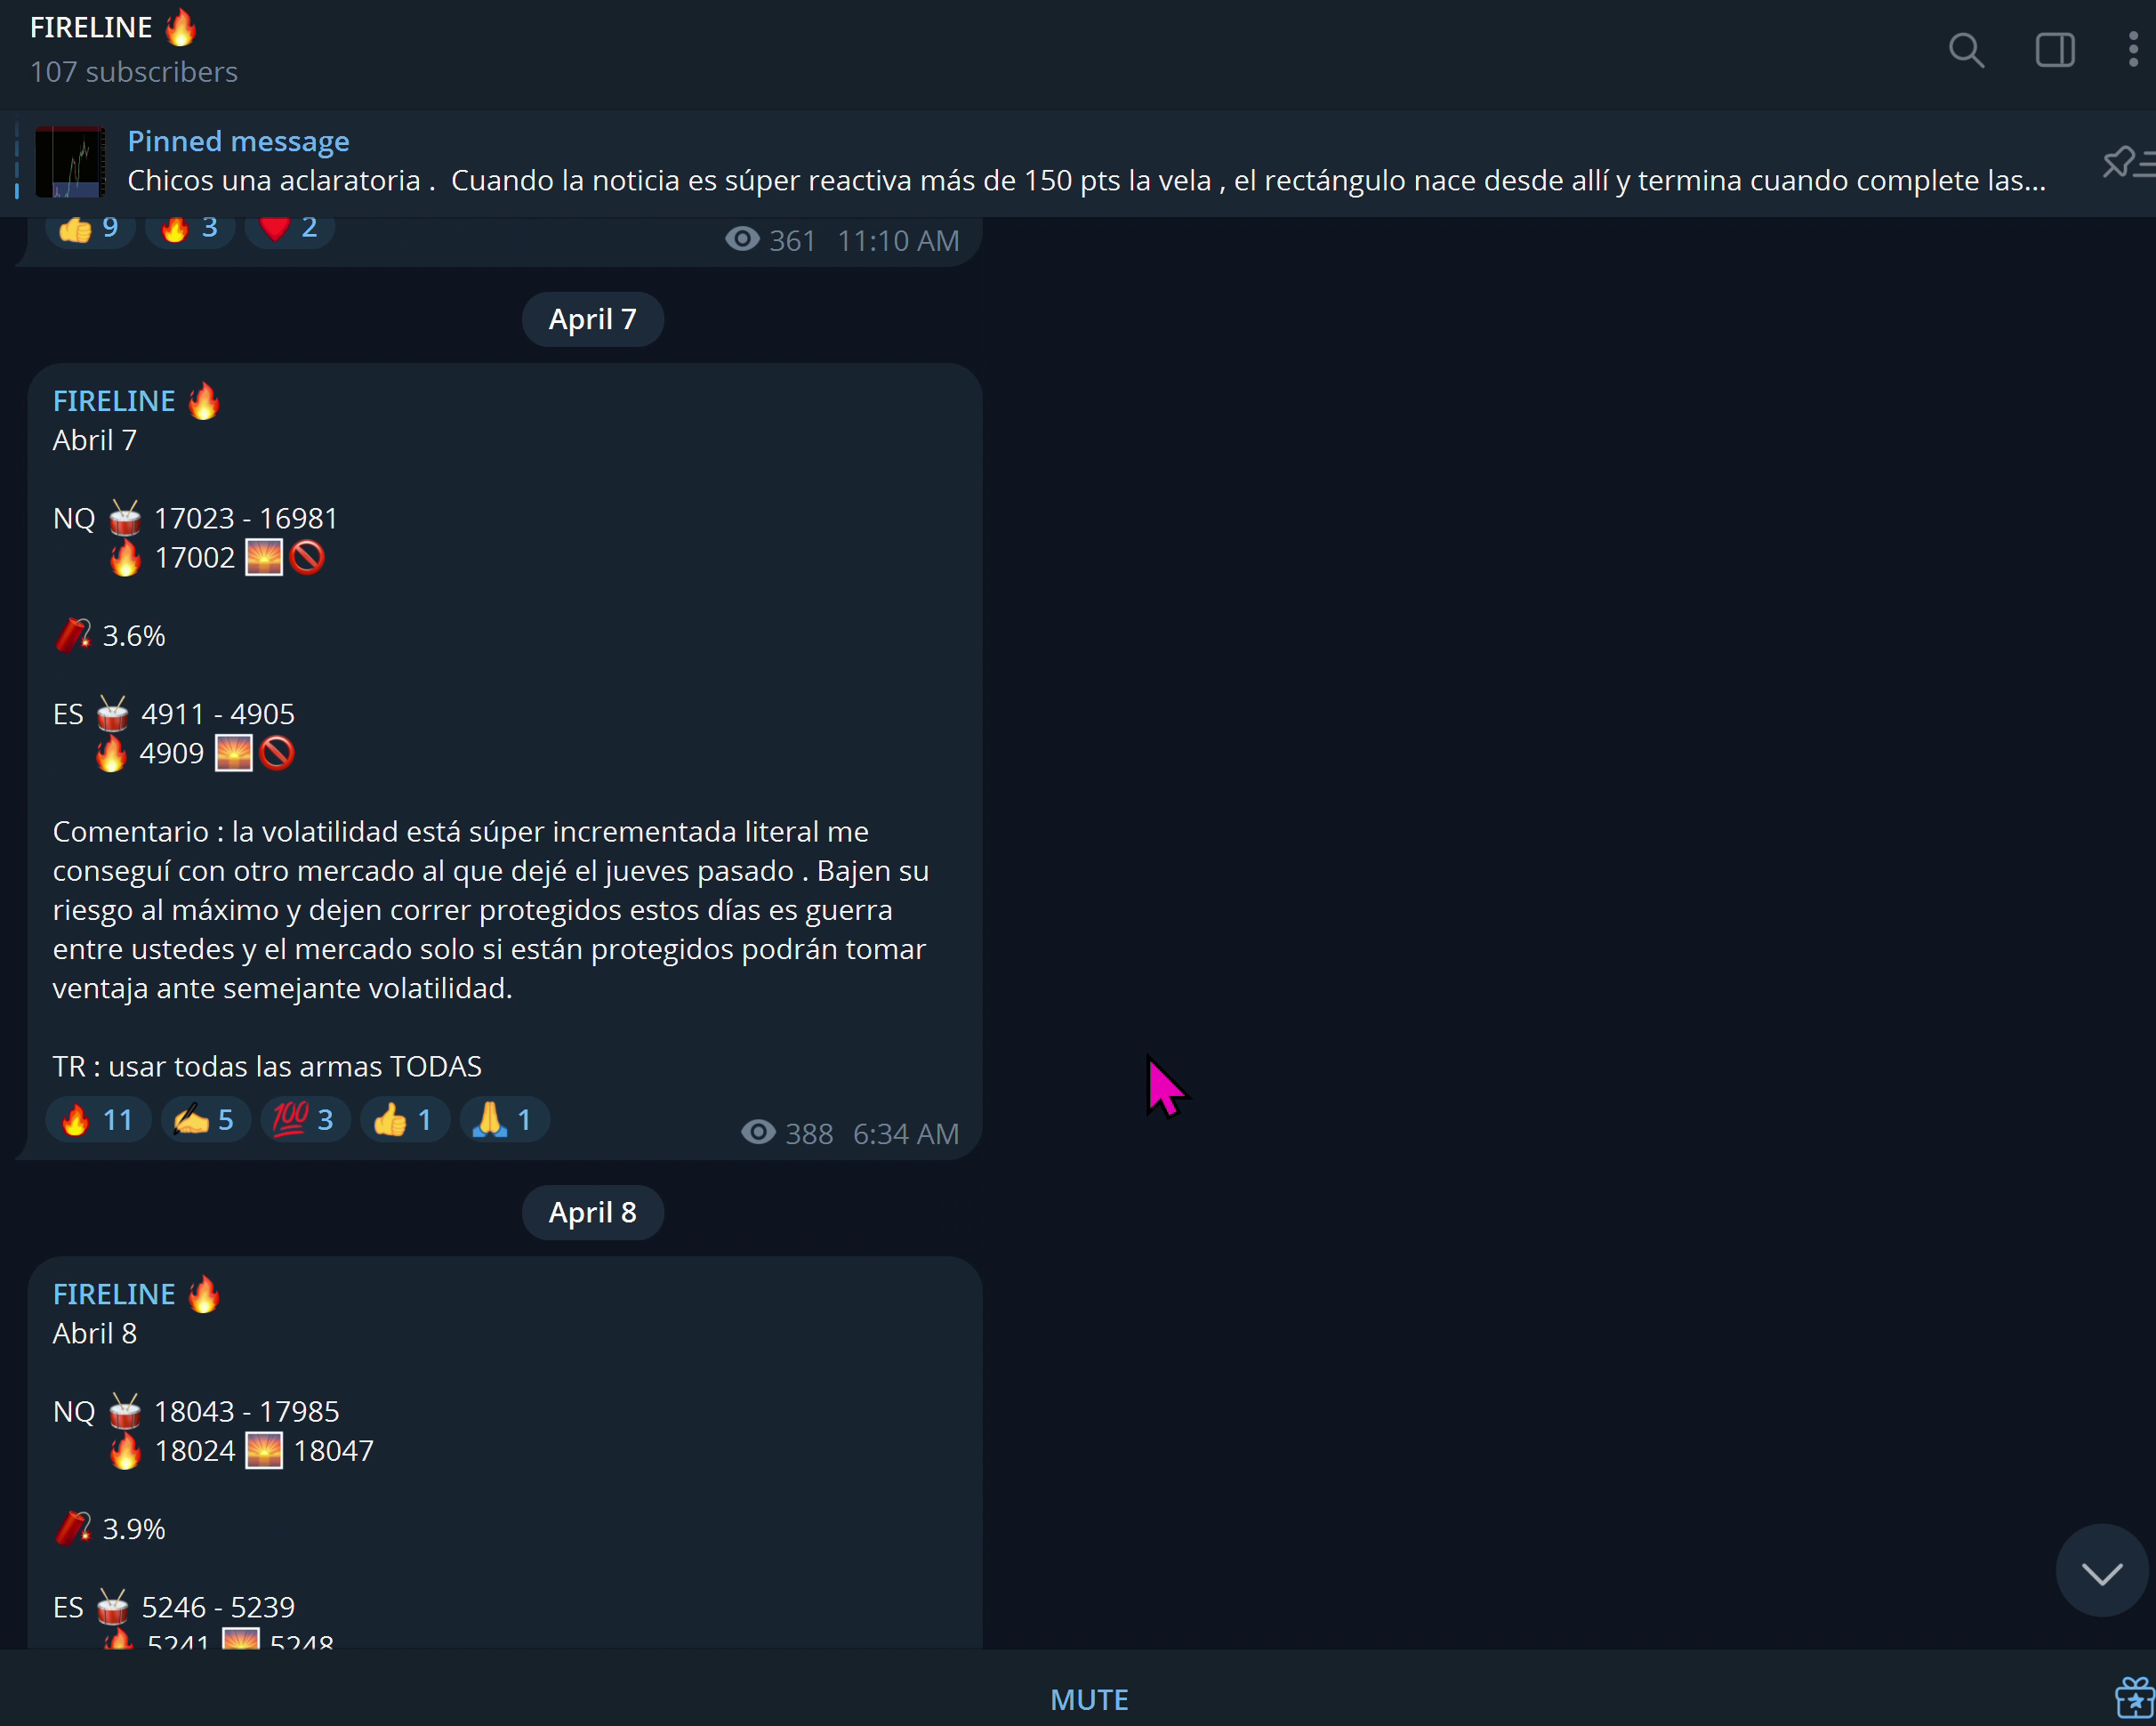 FIRELINE 🔥
107 subscribers
Pinned message
Chicos una aclaratoria .  Cuando la noticia es súper reactiva más de 150 pts la vela , el rectángulo nace desde allí y termina cuando complete las...
👍 9 🔥 3 ❤️ 2
361 11:10 AM
April 7
FIRELINE 🔥
Abril 7
NQ 🥁 17023 - 16981
🔥 17002 🌅🚫
🧨 3.6%
ES 🥁 4911 - 4905
🔥 4909 🌅🚫
Comentario : la volatilidad está súper incrementada literal me
conseguí con otro mercado al que dejé el jueves pasado . Bajen su
riesgo al máximo y dejen correr protegidos estos días es guerra
entre ustedes y el mercado solo si están protegidos podrán tomar
ventaja ante semejante volatilidad.
TR : usar todas las armas TODAS
🔥 11 ✍️ 5 💯 3 👍 1 🙏 1
388 6:34 AM
April 8
FIRELINE 🔥
Abril 8
NQ 🥁 18043 - 17985
🔥 18024 🌅 18047
🧨 3.9%
ES 🥁 5246 - 5239
🔥 5241 🌅 5248
MUTE